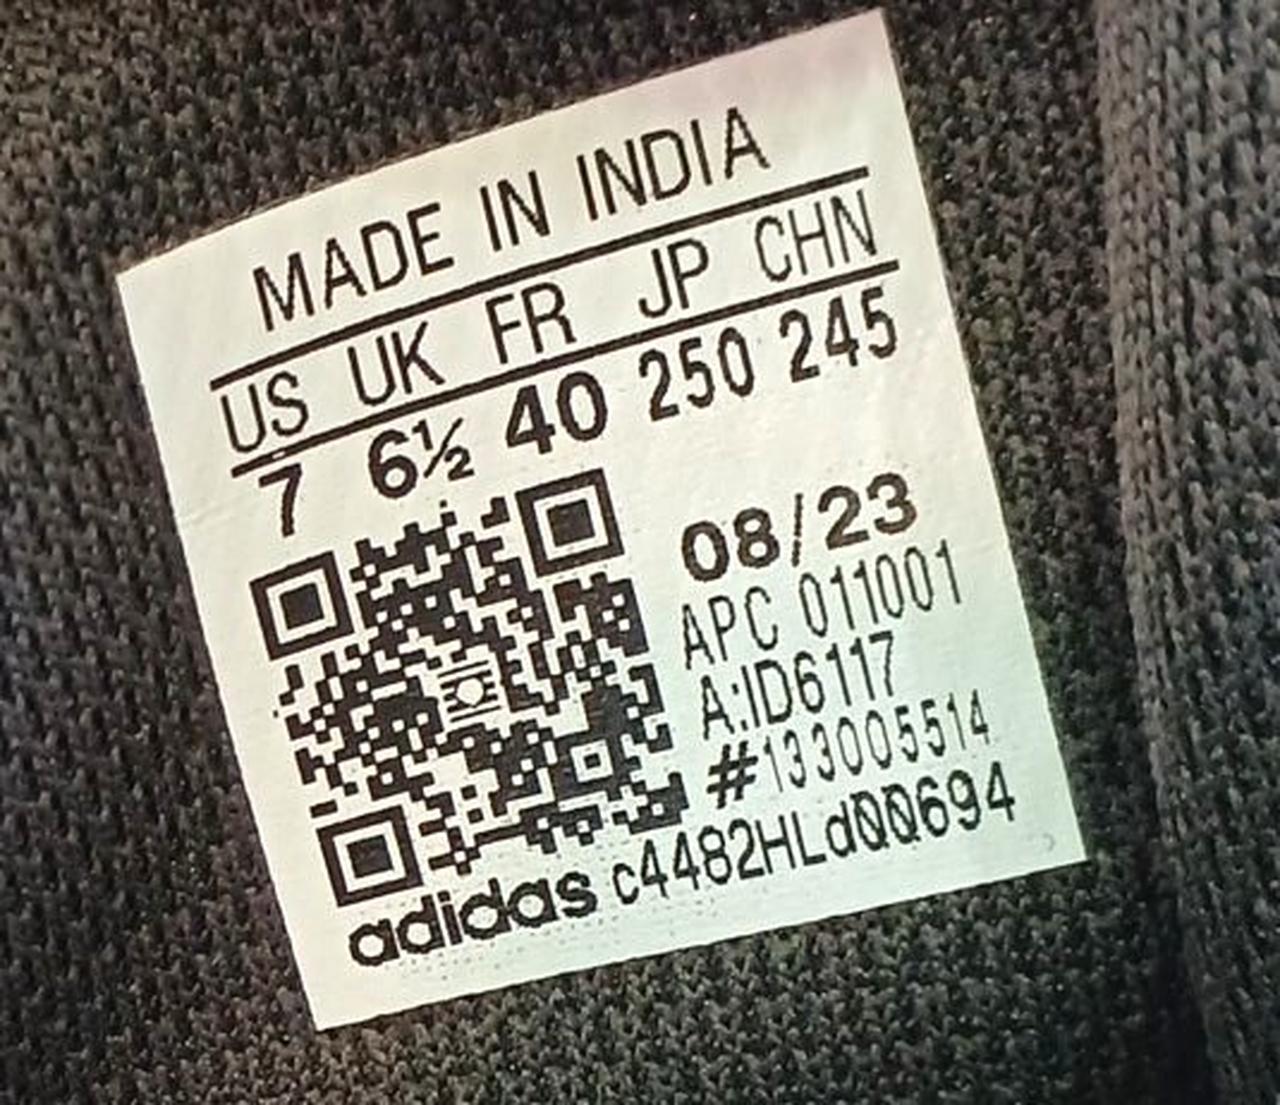 MADE IN INDIA
US UK FR JP CHN
7 6½ 40 250 245
08/23
APC 011001
A:ID6117
#133005514
adidas c4482HLd00694